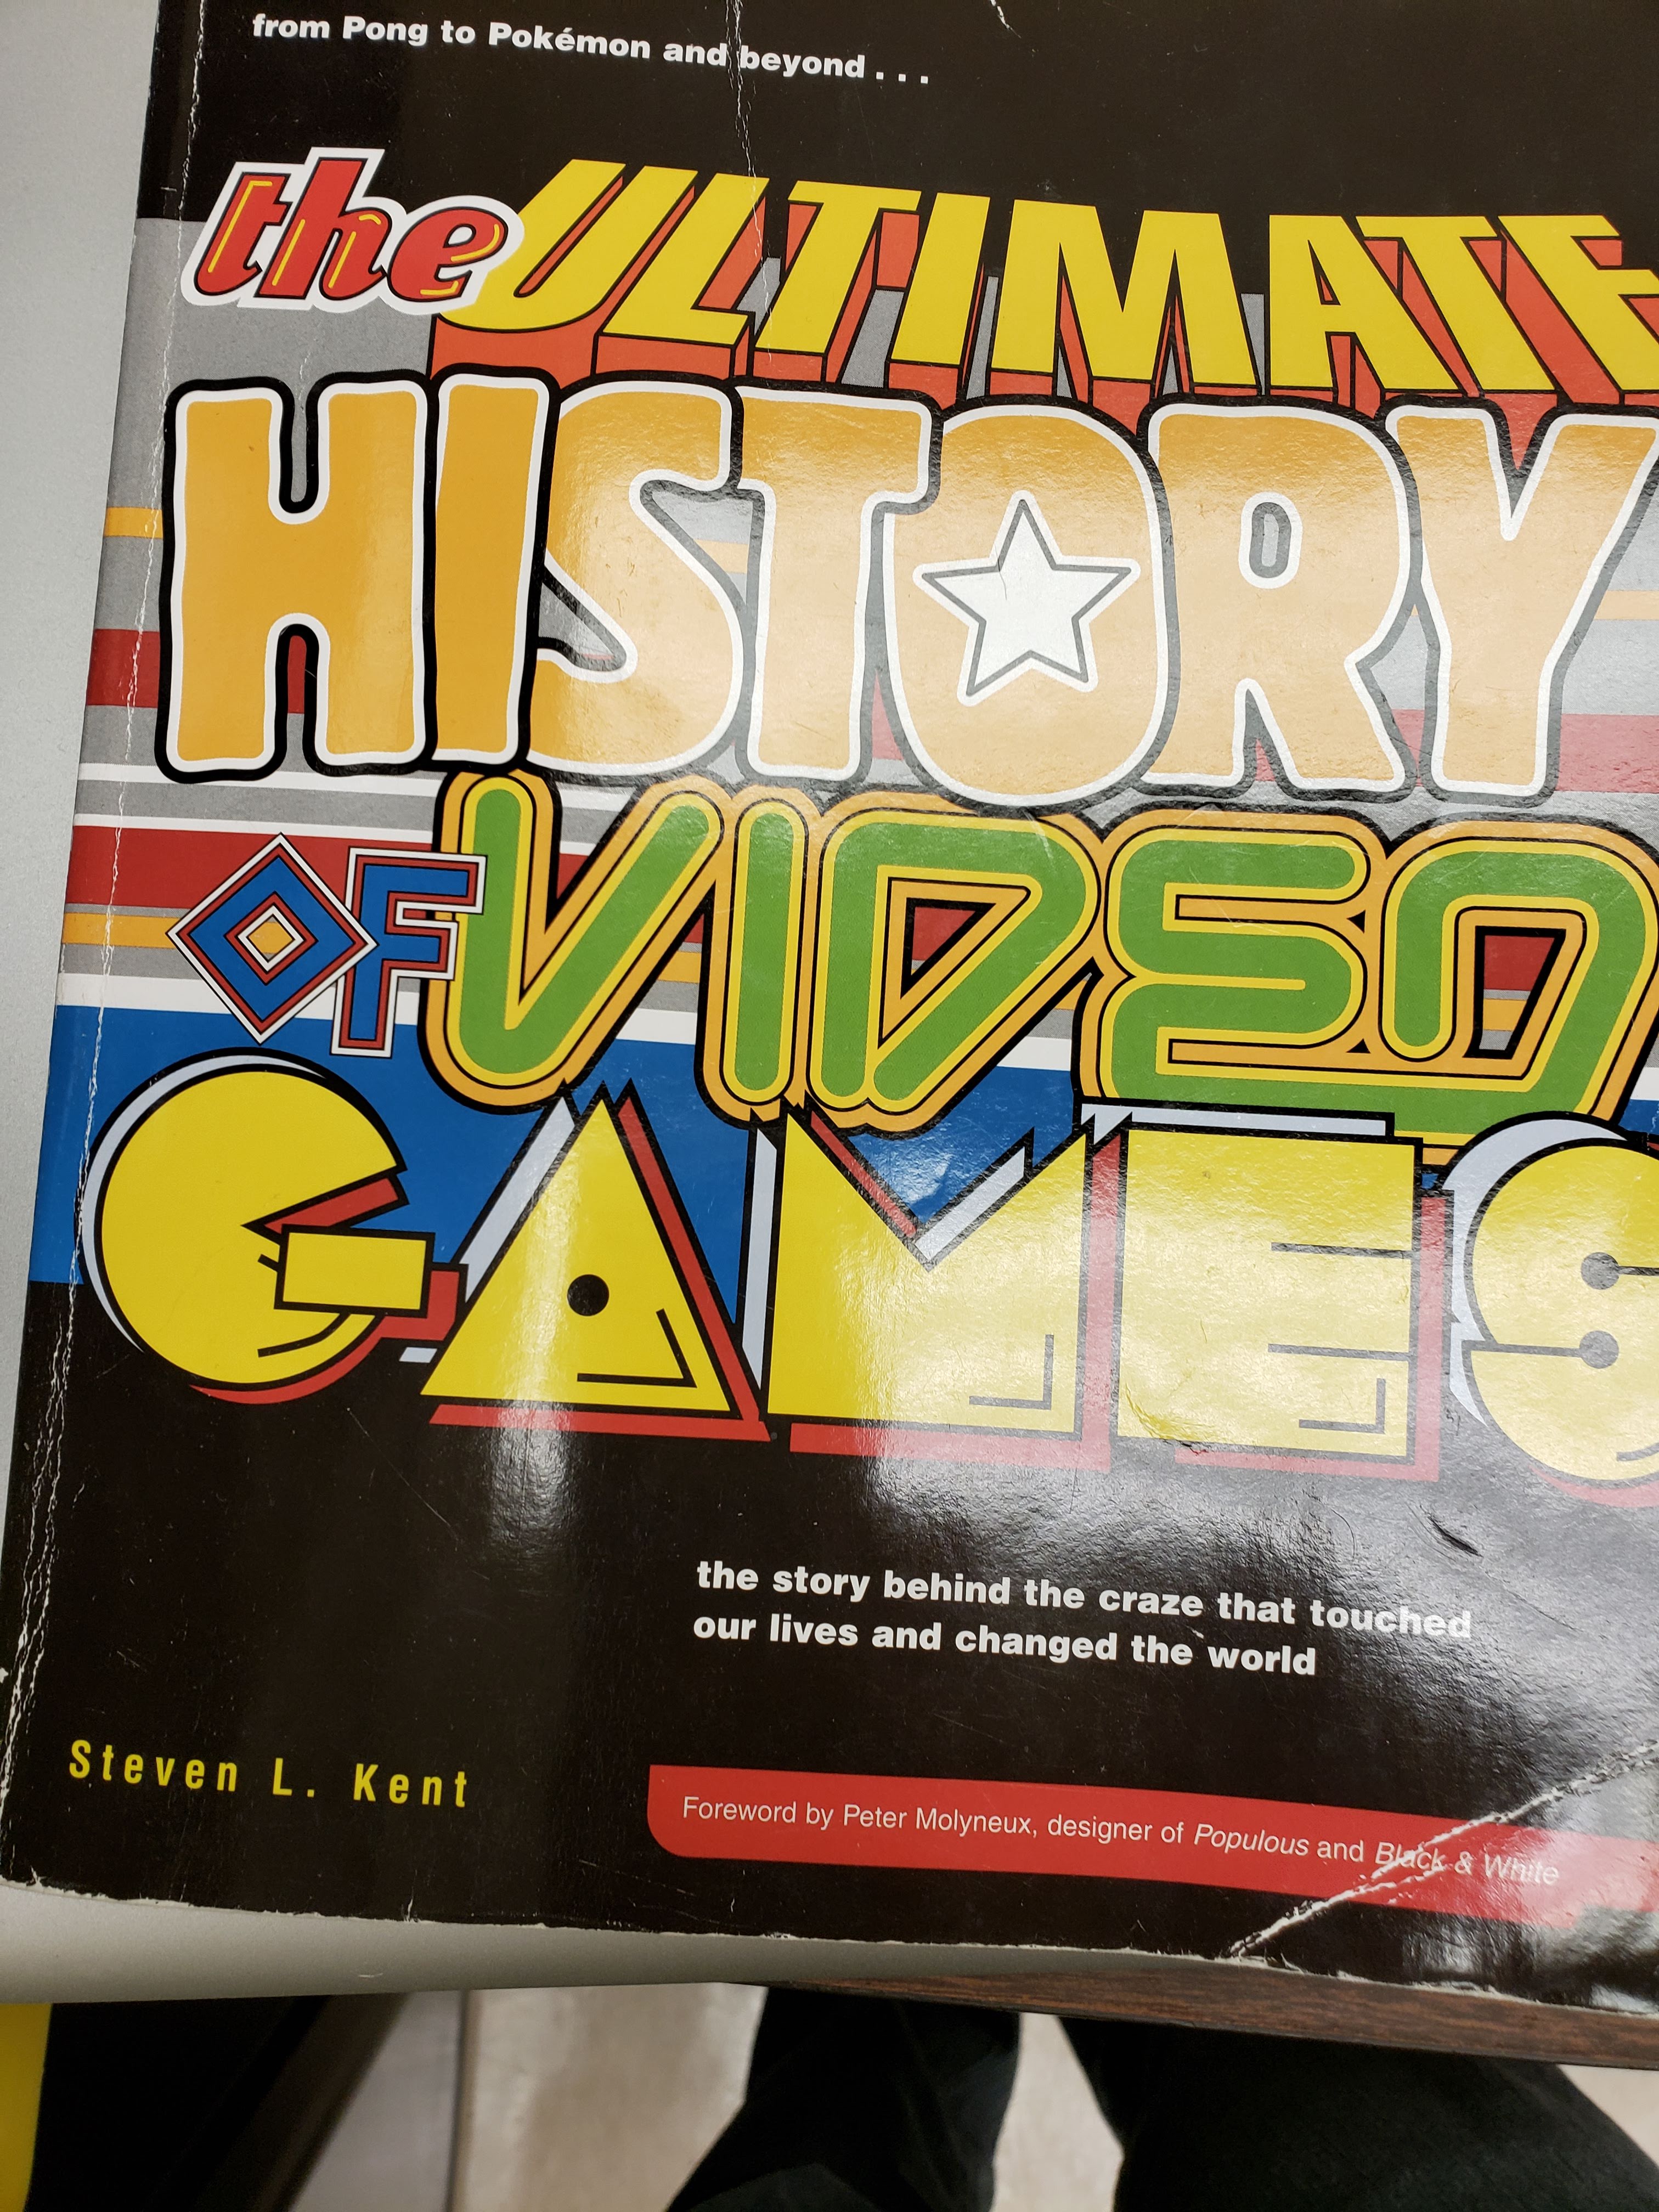 from Pong to Pokémon and beyond . . .
the ULTIMATE
HISTORY
OF VIDEO
GAMES
the story behind the craze that touched
our lives and changed the world
Steven L. Kent
Foreword by Peter Molyneux, designer of Populous and Black & White